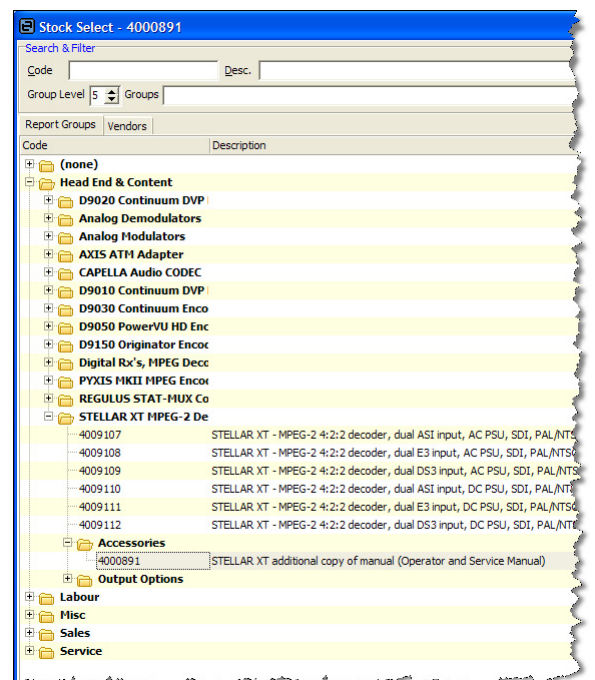 Stock Select - 4000891
Search & Filter
Code Desc.
Group Level 5 Groups
Report Groups Vendors
Code Description
(none)
Head End & Content
D9020 Continuum DVP
Analog Demodulators
Analog Modulators
AXIS ATM Adapter
CAPELLA Audio CODEC
D9010 Continuum DVP
D9030 Continuum Enco
D9050 PowerVU HD Enc
D9150 Originator Encod
Digital Rx's, MPEG Deco
PYXIS MKII MPEG Encod
REGULUS STAT-MUX Co
STELLAR XT MPEG-2 De
4009107 STELLAR XT - MPEG-2 4:2:2 decoder, dual ASI input, AC PSU, SDI, PAL/NTS
4009108 STELLAR XT - MPEG-2 4:2:2 decoder, dual E3 input, AC PSU, SDI, PAL/NTSC
4009109 STELLAR XT - MPEG-2 4:2:2 decoder, dual DS3 input, AC PSU, SDI, PAL/NTS
4009110 STELLAR XT - MPEG-2 4:2:2 decoder, dual ASI input, DC PSU, SDI, PAL/NTS
4009111 STELLAR XT - MPEG-2 4:2:2 decoder, dual E3 input, DC PSU, SDI, PAL/NTSC
4009112 STELLAR XT - MPEG-2 4:2:2 decoder, dual DS3 input, DC PSU, SDI, PAL/NTS
Accessories
4000891 STELLAR XT additional copy of manual (Operator and Service Manual)
Output Options
Labour
Misc
Sales
Service